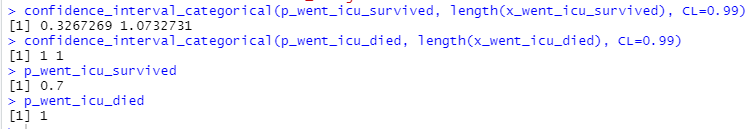 > confidence_interval_categorical(p_went_icu_survived, length(x_went_icu_survived), CL=0.99)
[1] 0.3267269 1.0732731
> confidence_interval_categorical(p_went_icu_died, length(x_went_icu_died), CL=0.99)
[1] 1 1
> p_went_icu_survived
[1] 0.7
> p_went_icu_died
[1] 1
>